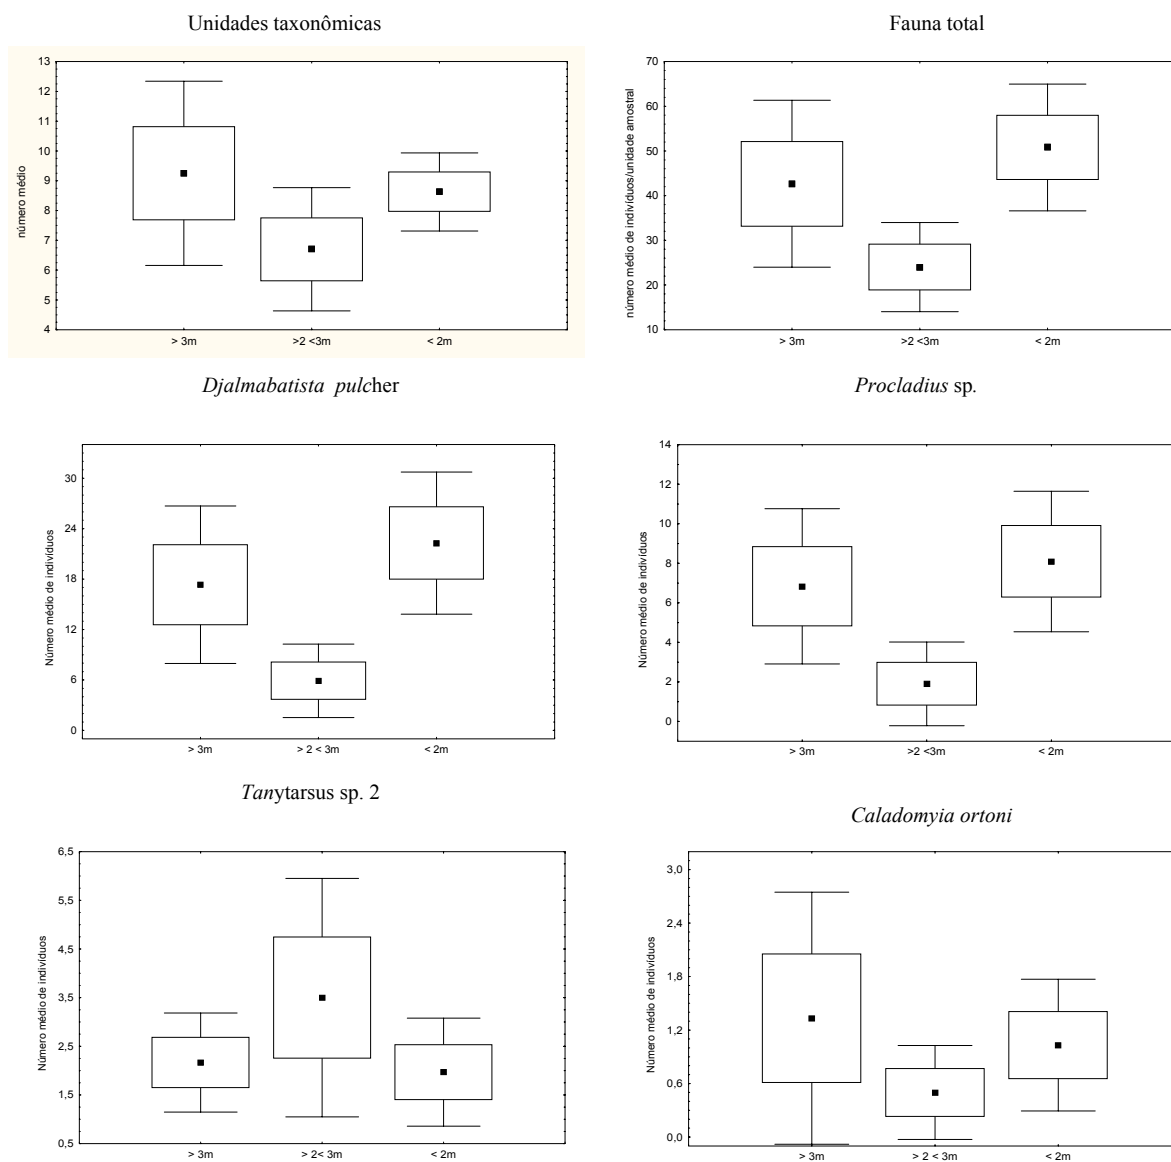 Unidades taxonômicas
número médio
13
12
11
10
9
8
7
6
5
4
> 3m >2 <3m < 2m
Fauna total
número médio de indivíduos/unidade amostral
70
60
50
40
30
20
10
> 3m >2 <3m < 2m
Djalmabatista pulcher
Número médio de indivíduos
30
24
18
12
6
0
> 3m > 2 < 3m < 2m
Procladius sp.
Número médio de indivíduos
14
12
10
8
6
4
2
0
> 3m >2 <3m < 2m
Tanytarsus sp. 2
Número médio de indivíduos
6,5
5,5
4,5
3,5
2,5
1,5
0,5
> 3m > 2< 3m < 2m
Caladomyia ortoni
Número médio de indivíduos
3,0
2,4
1,8
1,2
0,6
0,0
> 3m > 2 < 3m < 2m